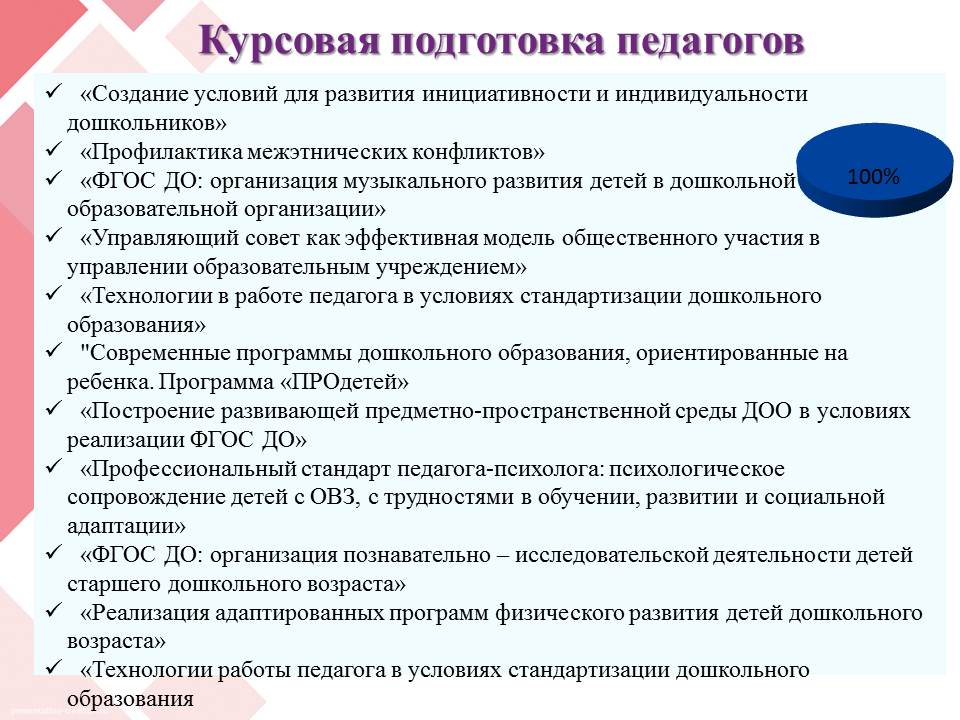 Курсовая подготовка педагогов
✓ «Создание условий для развития инициативности и индивидуальности
дошкольников»
✓ «Профилактика межэтнических конфликтов»
✓ «ФГОС ДО: организация музыкального развития детей в дошкольной
образовательной организации»
100%
✓ «Управляющий совет как эффективная модель общественного участия в
управлении образовательным учреждением»
✓ «Технологии в работе педагога в условиях стандартизации дошкольного
образования»
✓ "Современные программы дошкольного образования, ориентированные на
ребенка. Программа «ПРОдетей»
✓ «Построение развивающей предметно-пространственной среды ДОО в условиях
реализации ФГОС ДО»
✓ «Профессиональный стандарт педагога-психолога: психологическое
сопровождение детей с ОВЗ, с трудностями в обучении, развитии и социальной
адаптации»
✓ «ФГОС ДО: организация познавательно – исследовательской деятельности детей
старшего дошкольного возраста»
✓ «Реализация адаптированных программ физического развития детей дошкольного
возраста»
✓ «Технологии работы педагога в условиях стандартизации дошкольного
образования